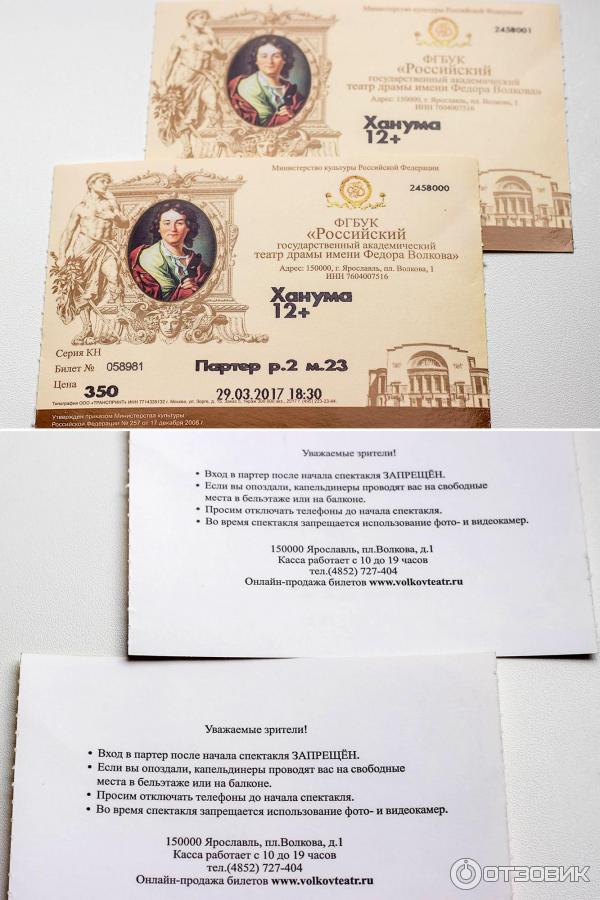 Министерство культуры Российской Федерации
2458001
ФГБУК
«Российский
государственный академический
театр драмы имени Федора Волкова»
Адрес: 150000, г. Ярославль, пл. Волкова, 1
ИНН 7604007516
Ханума
12+
Министерство культуры Российской Федерации
2458000
ФГБУК
«Российский
государственный академический
театр драмы имени Федора Волкова»
Адрес: 150000, г. Ярославль, пл. Волкова, 1
ИНН 7604007516
Ханума
12+
Серия КН
Билет № 058981
Партер р.2 м.23
Цена 350
29.03.2017 18:30
Утвержден приказом Министерства культуры
Российской Федерации № 257 от 17 декабря 2008 г.
Уважаемые зрители!
• Вход в партер после начала спектакля ЗАПРЕЩЁН.
• Если вы опоздали, капельдинеры проводят вас на свободные
места в бельэтаже или на балконе.
• Просим отключать телефоны до начала спектакля.
• Во время спектакля запрещается использование фото- и видеокамер.
150000 Ярославль, пл.Волкова, д.1
Касса работает с 10 до 19 часов
тел.(4852) 727-404
Онлайн-продажа билетов www.volkovteatr.ru
Уважаемые зрители!
• Вход в партер после начала спектакля ЗАПРЕЩЁН.
• Если вы опоздали, капельдинеры проводят вас на свободные
места в бельэтаже или на балконе.
• Просим отключать телефоны до начала спектакля.
• Во время спектакля запрещается использование фото- и видеокамер.
150000 Ярославль, пл.Волкова, д.1
Касса работает с 10 до 19 часов
тел.(4852) 727-404
Онлайн-продажа билетов www.volkovteatr.ru
ОТЗОВИК